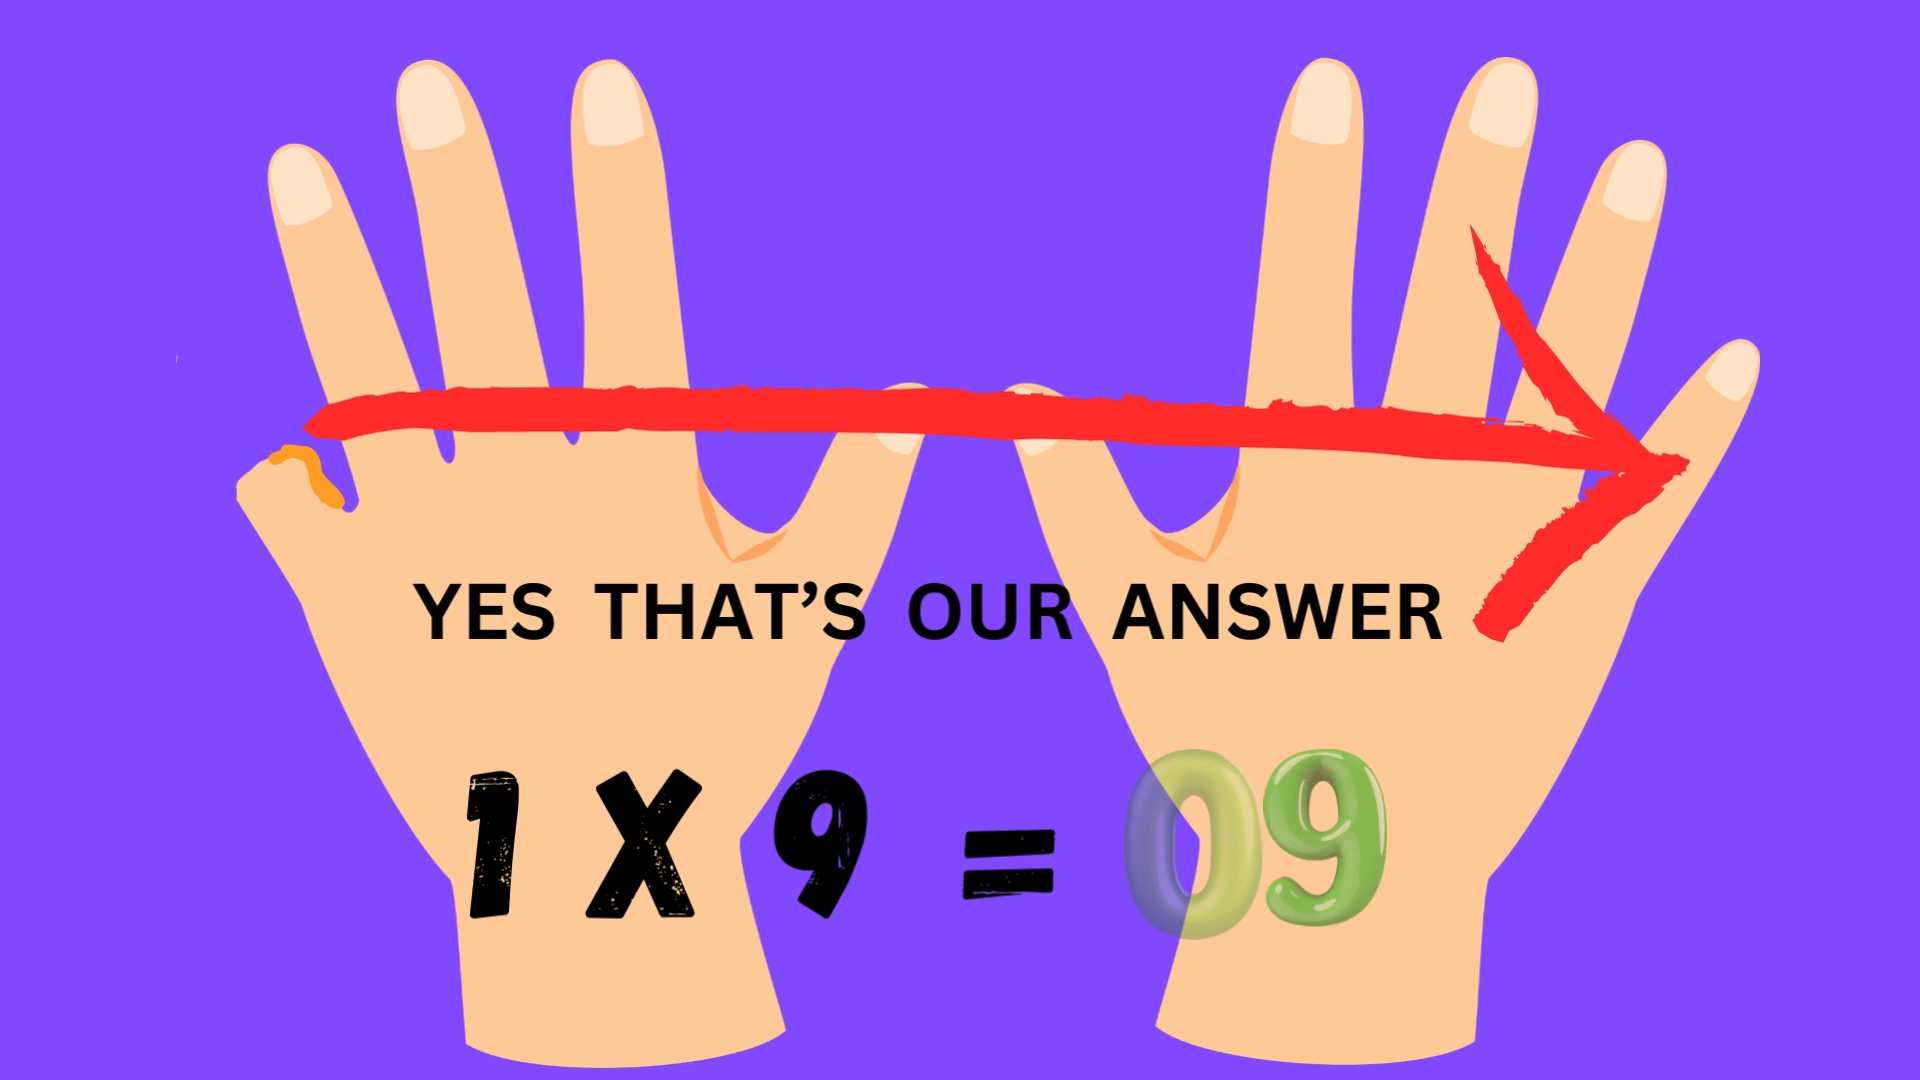 YES THAT’S OUR ANSWER
1 X 9 = 09